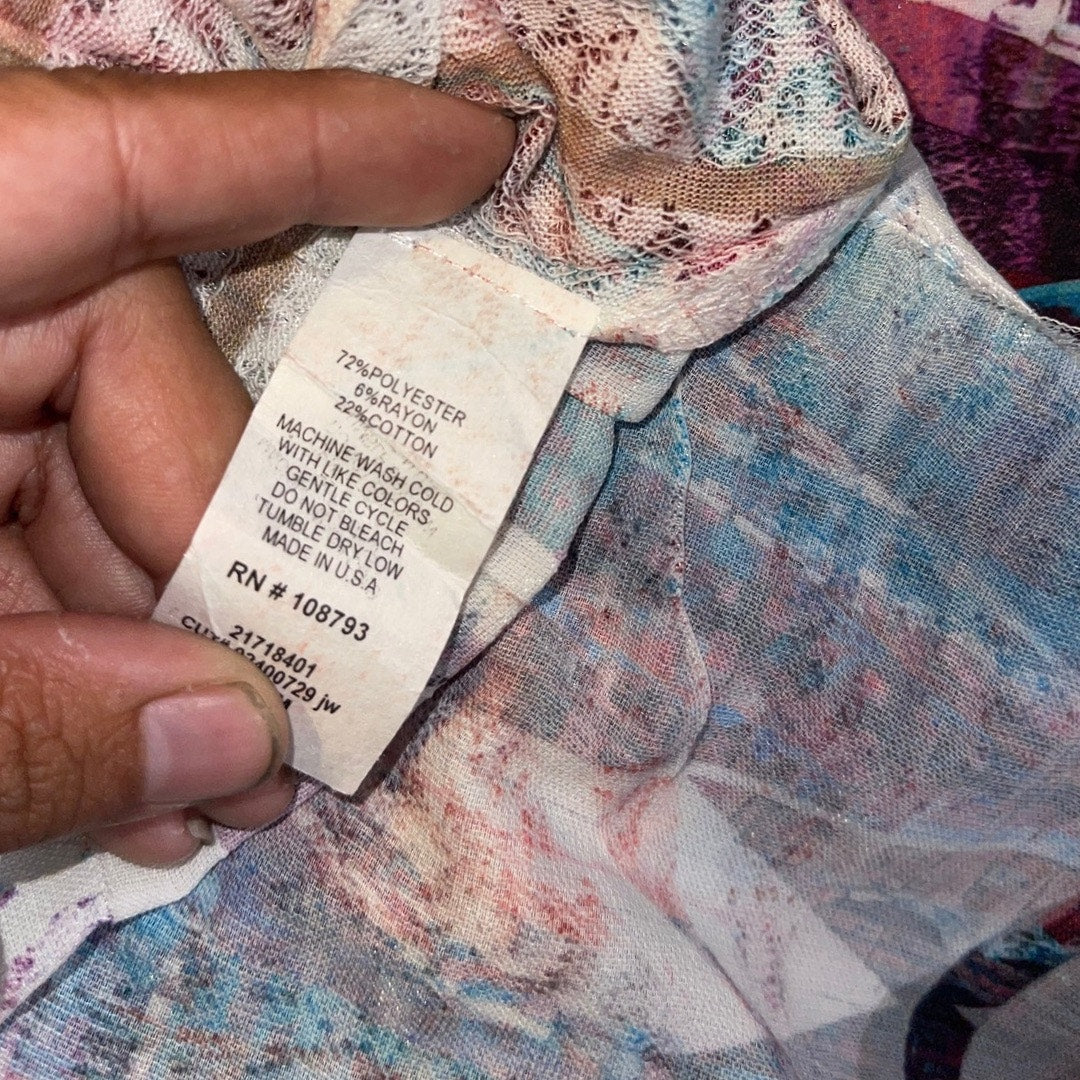 72%POLYESTER
6%RAYON
22%COTTON
MACHINE WASH COLD
WITH LIKE COLORS
GENTLE CYCLE
DO NOT BLEACH
TUMBLE DRY LOW
MADE IN U.S.A
RN # 108793
21718401
jw